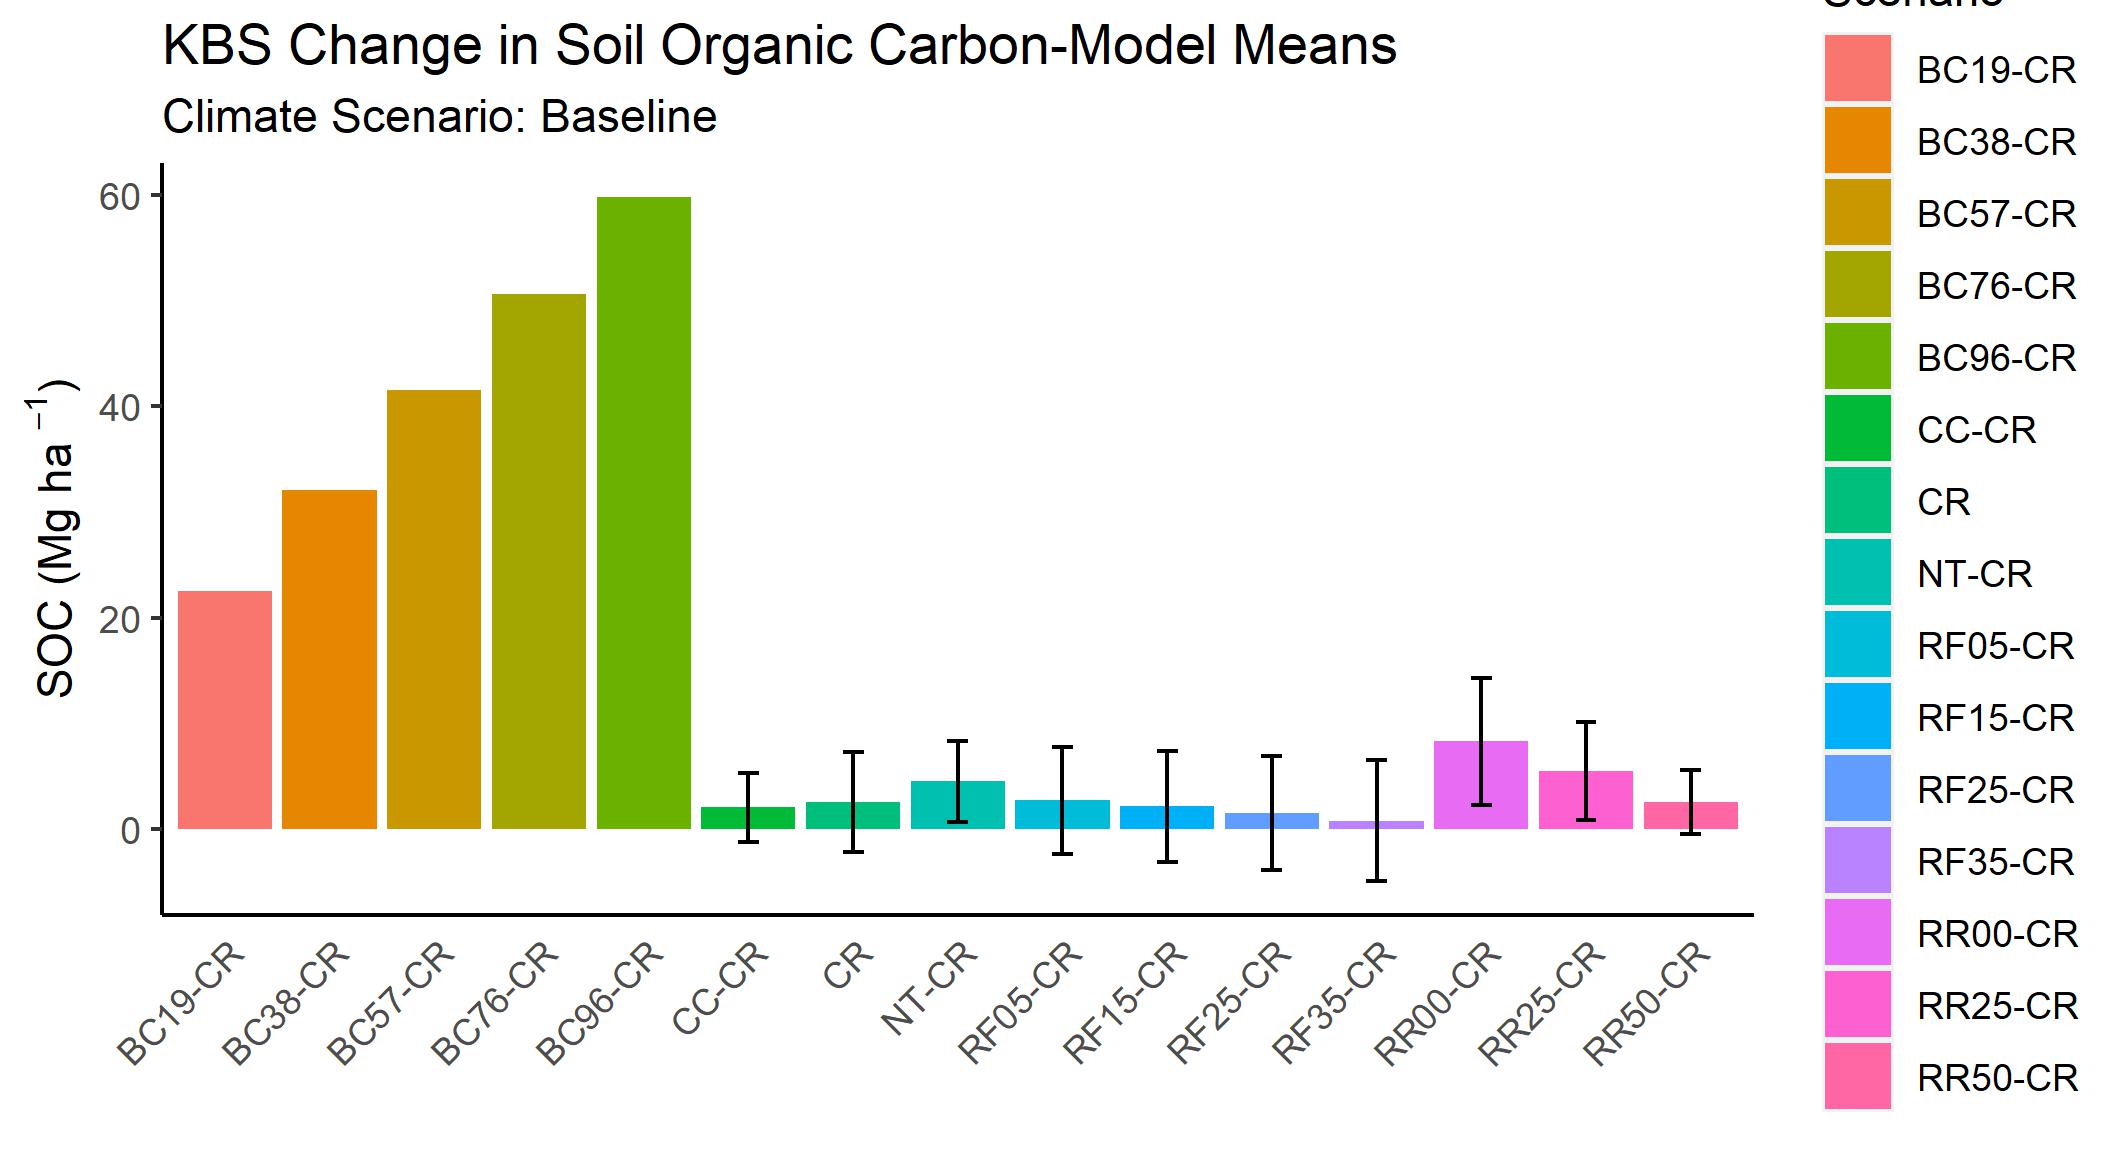 KBS Change in Soil Organic Carbon-Model Means
Climate Scenario: Baseline
SOC (Mg ha⁻¹)
60
40
20
0
BC19-CR
BC38-CR
BC57-CR
BC76-CR
BC96-CR
CC-CR
CR
NT-CR
RF05-CR
RF15-CR
RF25-CR
RF35-CR
RR00-CR
RR25-CR
RR50-CR
Scenario
BC19-CR
BC38-CR
BC57-CR
BC76-CR
BC96-CR
CC-CR
CR
NT-CR
RF05-CR
RF15-CR
RF25-CR
RF35-CR
RR00-CR
RR25-CR
RR50-CR